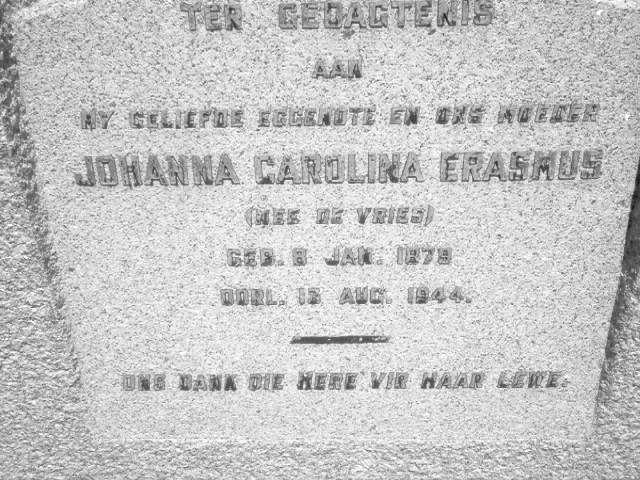 TER GEDAGTENIS
AAN
MY GELIEFDE EGGENOTE EN ONS MOEDER
JOHANNA CAROLINA ERASMUS
(NEE DE VRIES)
GEB. 8 JAN. 1879
OORL. 13 AUG. 1944.
ONS DANK DIE HERE VIR HAAR LEWE.